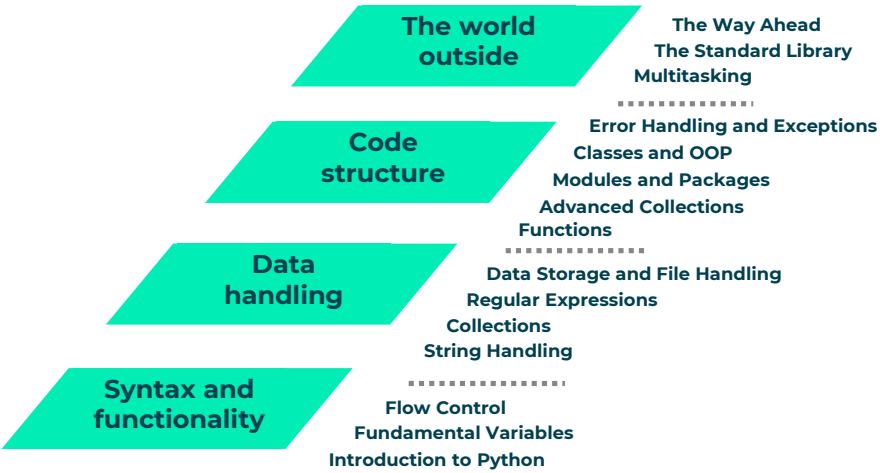 The world
outside
The Way Ahead
The Standard Library
Multitasking
Code
structure
Error Handling and Exceptions
Classes and OOP
Modules and Packages
Advanced Collections
Functions
Data
handling
Data Storage and File Handling
Regular Expressions
Collections
String Handling
Syntax and
functionality
Flow Control
Fundamental Variables
Introduction to Python